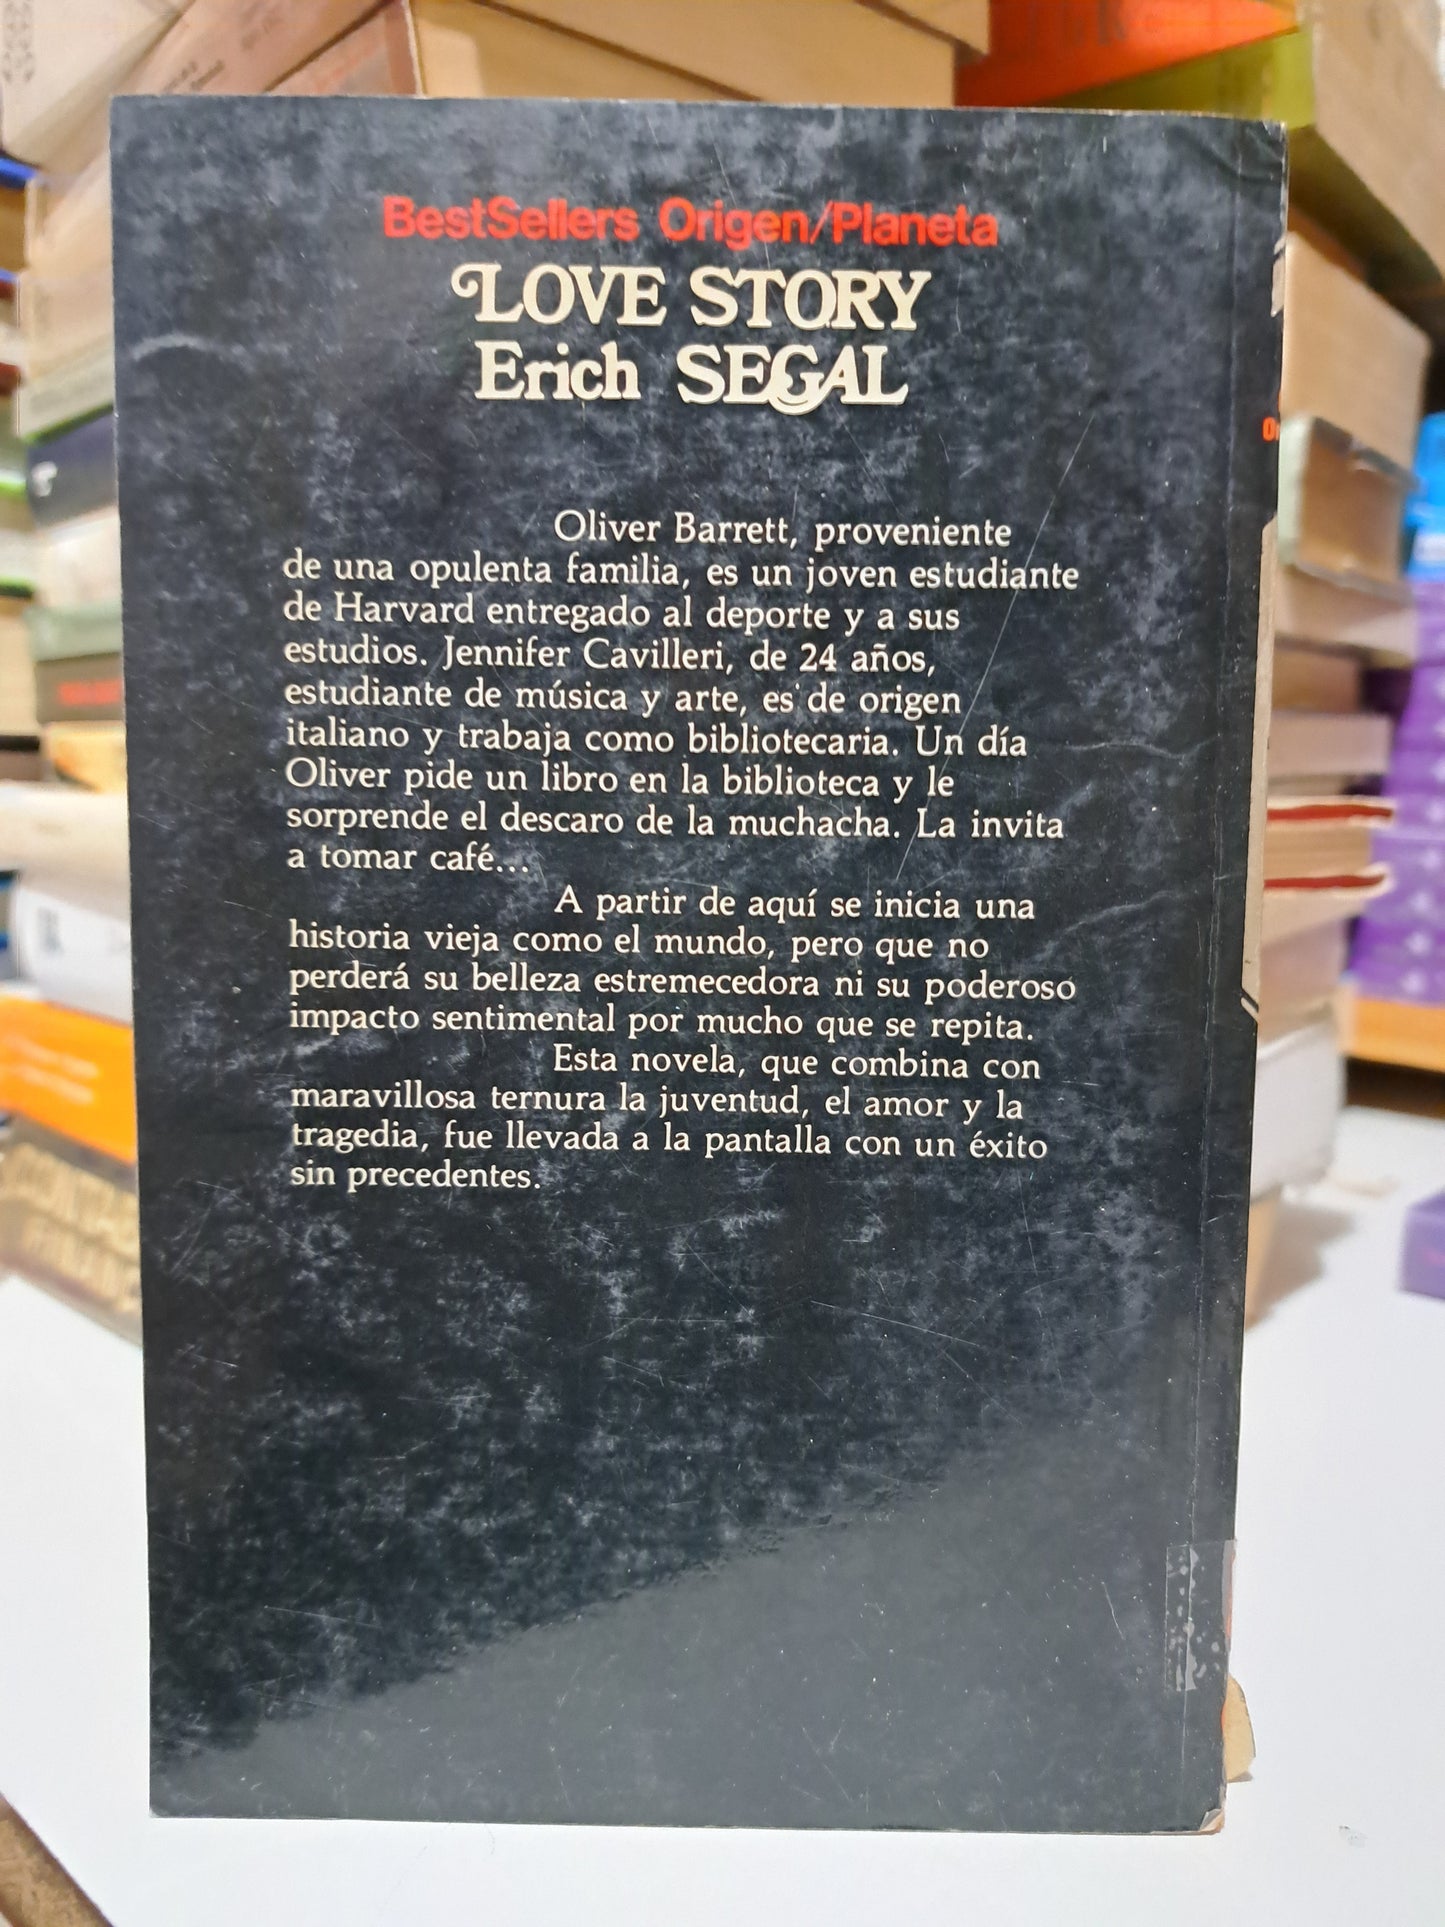 BestSellers Origen/Planeta
LOVE STORY
Erich SEGAL
Oliver Barrett, proveniente
de una opulenta familia, es un joven estudiante
de Harvard entregado al deporte y a sus
estudios. Jennifer Cavilleri, de 24 años,
estudiante de música y arte, es de origen
italiano y trabaja como bibliotecaria. Un día
Oliver pide un libro en la biblioteca y le
sorprende el descaro de la muchacha. La invita
a tomar café...
A partir de aquí se inicia una
historia vieja como el mundo, pero que no
perderá su belleza estremecedora ni su poderoso
impacto sentimental por mucho que se repita.
Esta novela, que combina con
maravillosa ternura la juventud, el amor y la
tragedia, fue llevada a la pantalla con un éxito
sin precedentes.